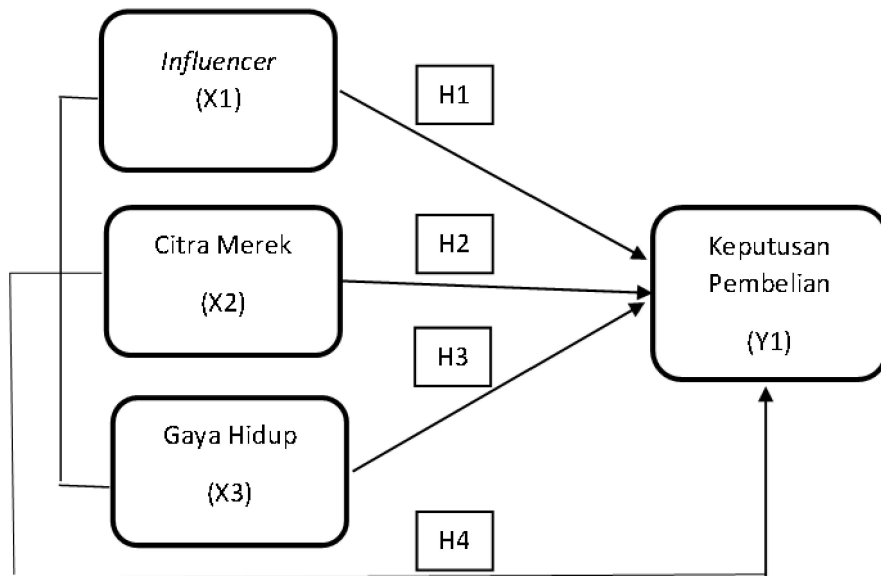 Influencer
(X1)
H1
Citra Merek
(X2)
H2
Keputusan
Pembelian
(Y1)
H3
Gaya Hidup
(X3)
H4